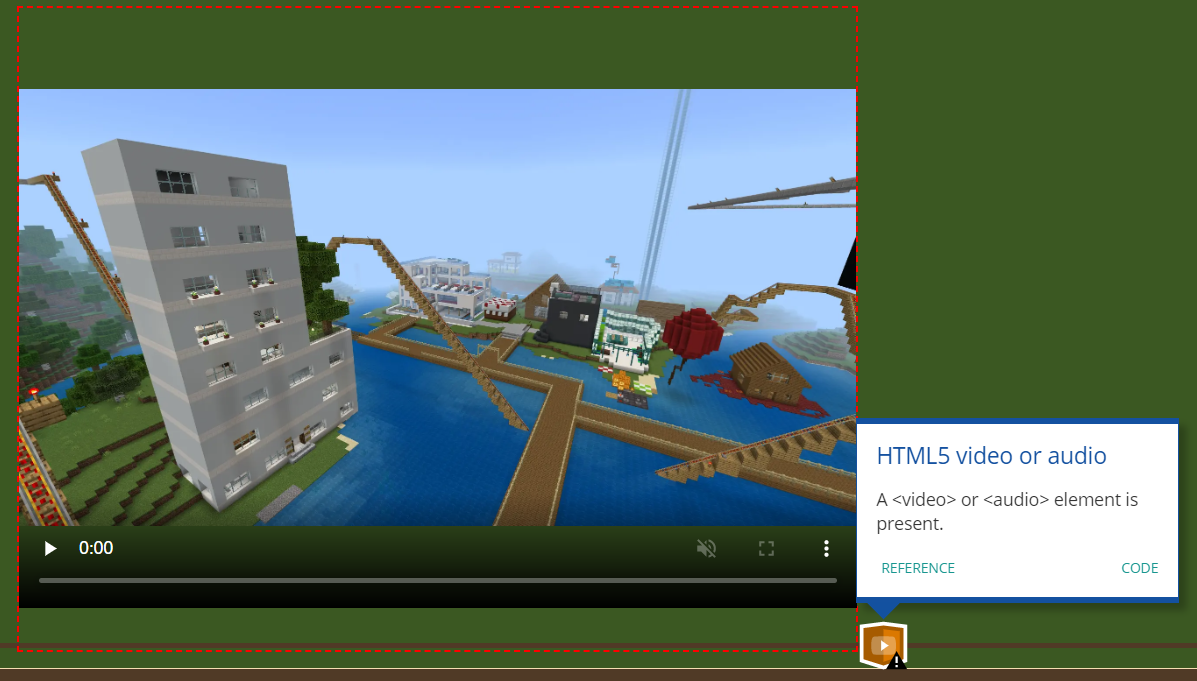 0:00
HTML5 video or audio
A <video> or <audio> element is
present.
REFERENCE
CODE